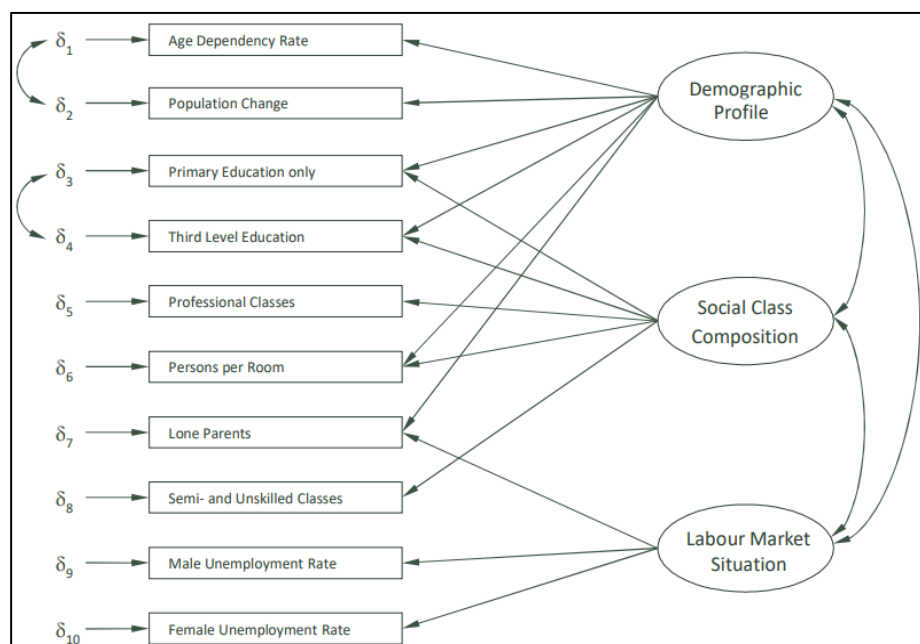 δ1 Age Dependency Rate
δ2 Population Change
δ3 Primary Education only
δ4 Third Level Education
δ5 Professional Classes
δ6 Persons per Room
δ7 Lone Parents
δ8 Semi- and Unskilled Classes
δ9 Male Unemployment Rate
δ10 Female Unemployment Rate
Demographic
Profile
Social Class
Composition
Labour Market
Situation